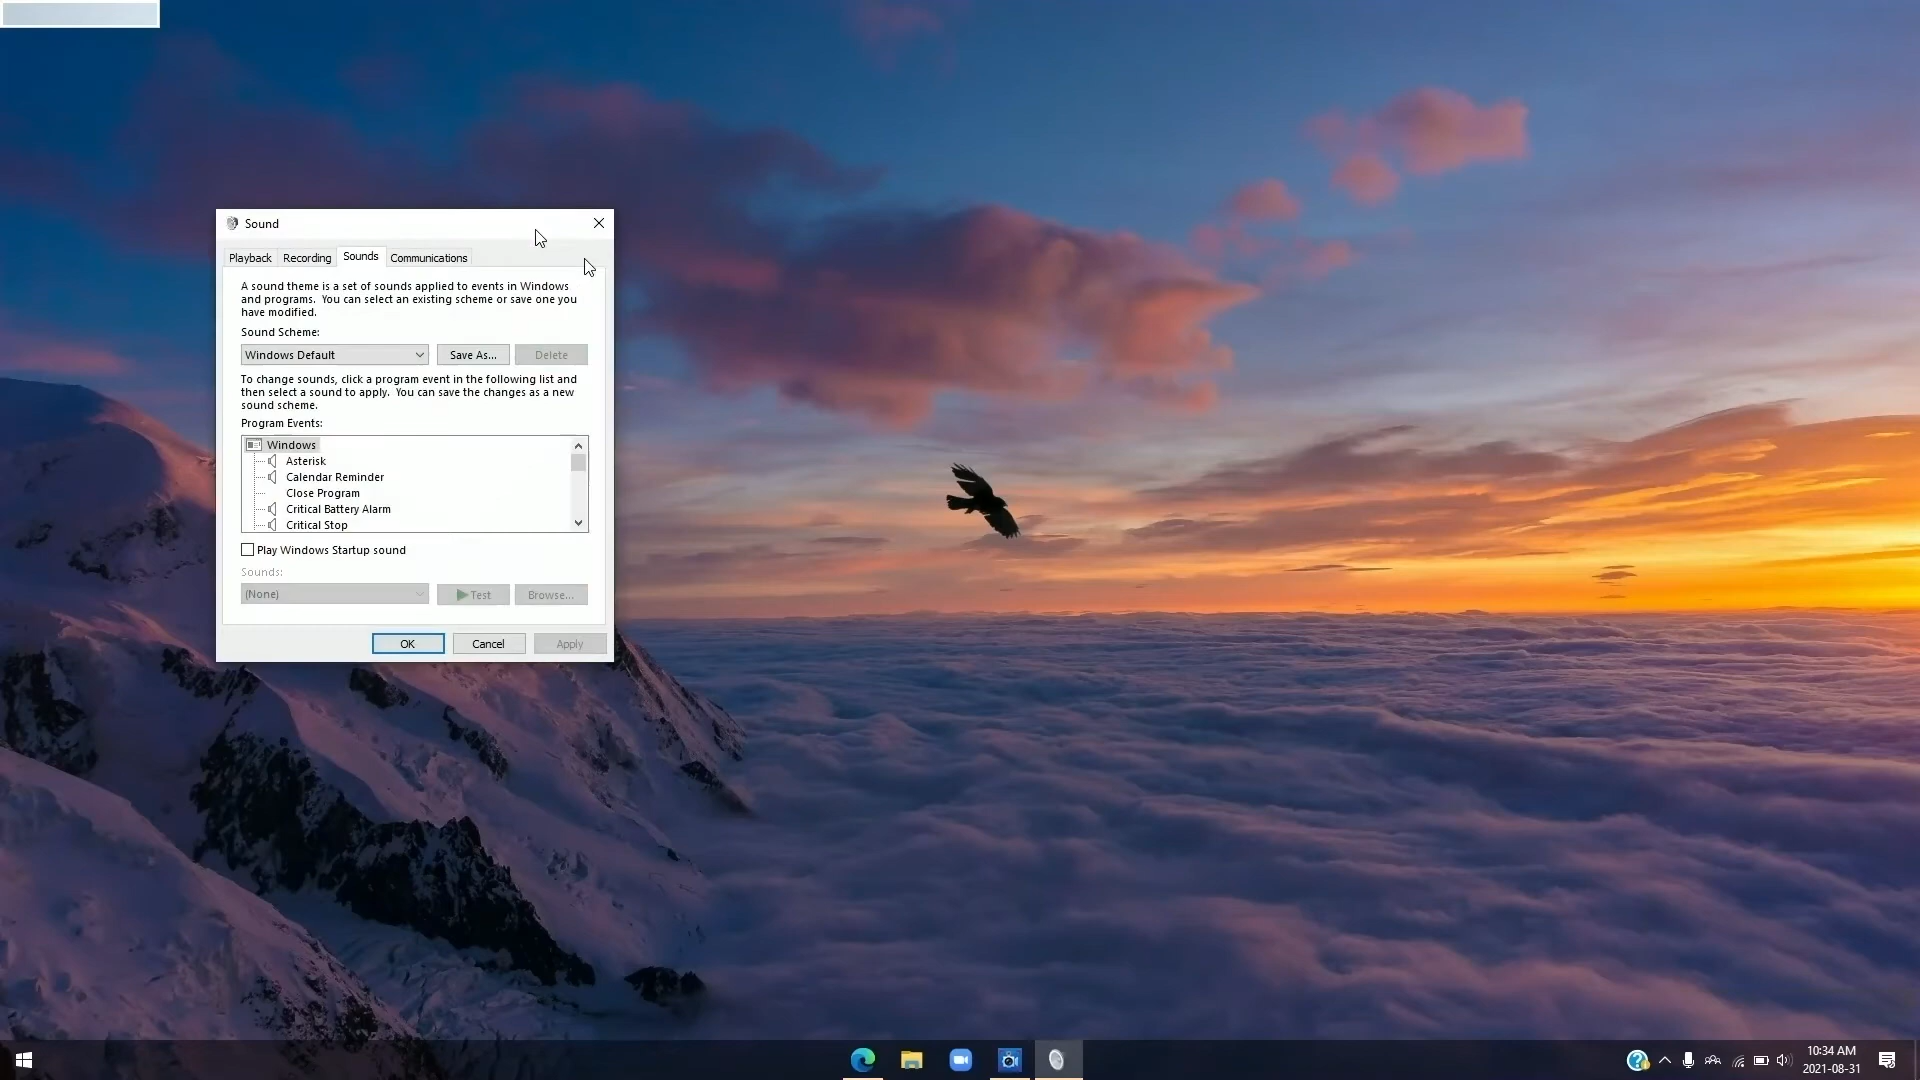 Sound
Playback Recording Sounds Communications
A sound theme is a set of sounds applied to events in Windows
and programs. You can select an existing scheme or save one you
have modified.
Sound Scheme:
Windows Default Save As... Delete
To change sounds, click a program event in the following list and
then select a sound to apply. You can save the changes as a new
sound scheme.
Program Events:
Windows
Asterisk
Calendar Reminder
Close Program
Critical Battery Alarm
Critical Stop
Play Windows Startup sound
Sounds:
(None) Test Browse...
OK Cancel Apply
10:34 AM
2021-08-31